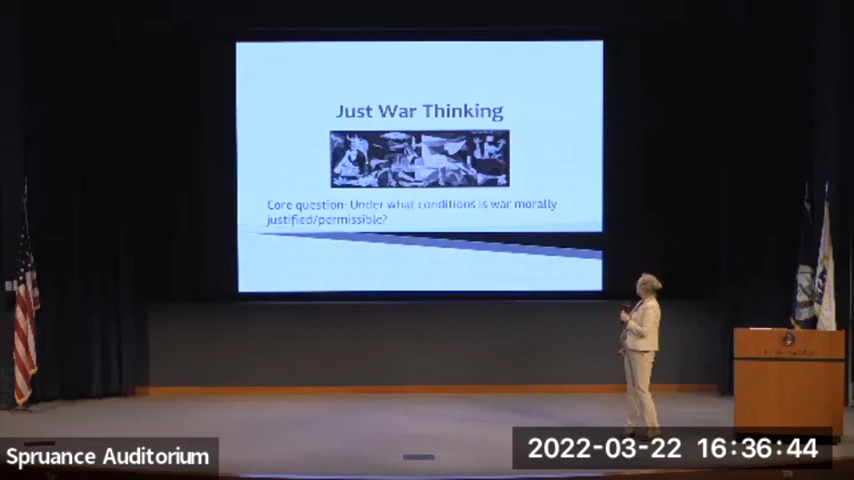 Just War Thinking
Core question: Under what conditions is war morally
justified/permissible?
Spruance Auditorium
2022-03-22 16:36:44